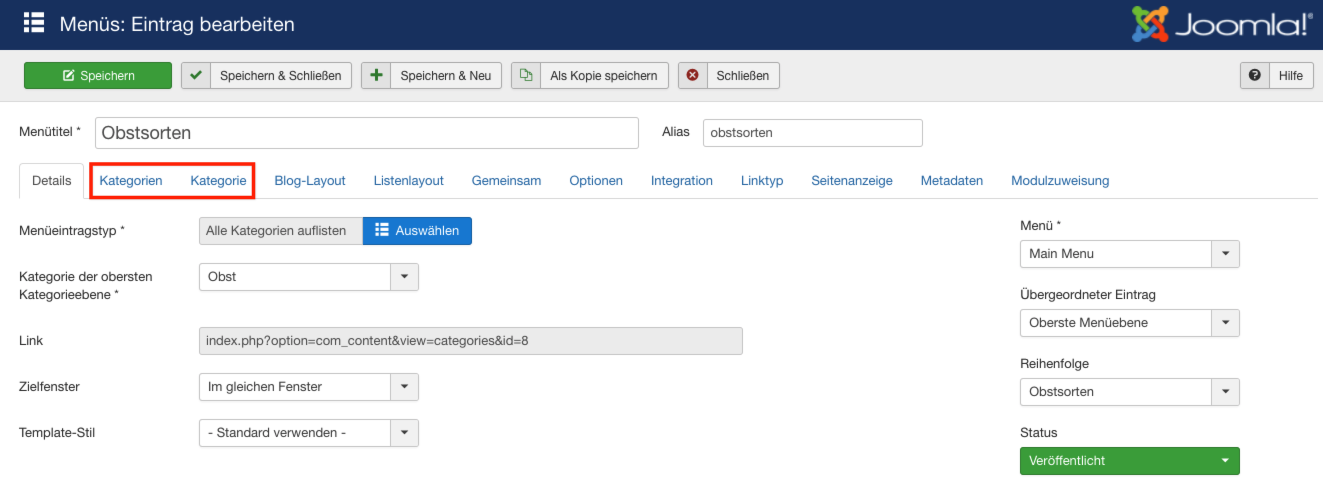 Menüs: Eintrag bearbeiten
Joomla!®
Speichern
Speichern & Schließen
Speichern & Neu
Als Kopie speichern
Schließen
Hilfe
Menütitel *
Obstsorten
Alias
obstsorten
Details
Kategorien
Kategorie
Blog-Layout
Listenlayout
Gemeinsam
Optionen
Integration
Linktyp
Seitenanzeige
Metadaten
Modulzuweisung
Menüeintragstyp *
Alle Kategorien auflisten
Auswählen
Kategorie der obersten
Kategorieebene *
Obst
Link
index.php?option=com_content&view=categories&id=8
Zielfenster
Im gleichen Fenster
Template-Stil
- Standard verwenden -
Menü *
Main Menu
Übergeordneter Eintrag
Oberste Menüebene
Reihenfolge
Obstsorten
Status
Veröffentlicht